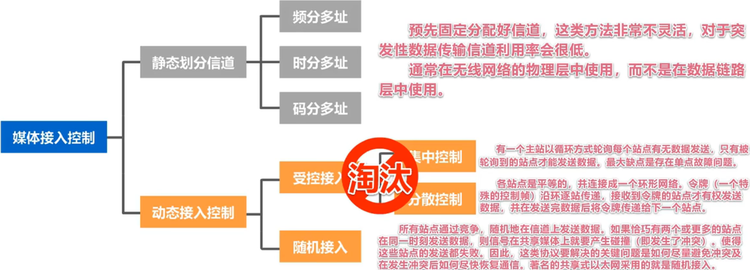 频分多址
预先固定分配好信道，这类方法非常不灵活，对于突
发性数据传输信道利用率会很低。
静态划分信道
时分多址
通常在无线网络的物理层中使用，而不是在数据链路
层中使用。
码分多址
媒体接入控制
集中控制
有一个主站以循环方式轮询每个站点有无数据发送，只有被
轮询到的站点才能发送数据。最大缺点是存在单点故障问题。
受控接入
淘汰
分散控制
各站点是平等的，并连接成一个环形网络。令牌（一个特
殊的控制帧）沿环逐站传递，接收到令牌的站点才有权发送
数据，并在发送完数据后将令牌传递给下一个站点。
动态接入控制
随机接入
所有站点通过竞争，随机地在信道上发送数据。如果恰巧有两个或更多的站点
在同一时刻发送数据，则信号在共享媒体上就要产生碰撞（即发生了冲突），使得
这些站点的发送都失败。因此，这类协议要解决的关键问题是如何尽量避免冲突及
在发生冲突后如何尽快恢复通信。著名的共享式以太网采用的就是随机接入。